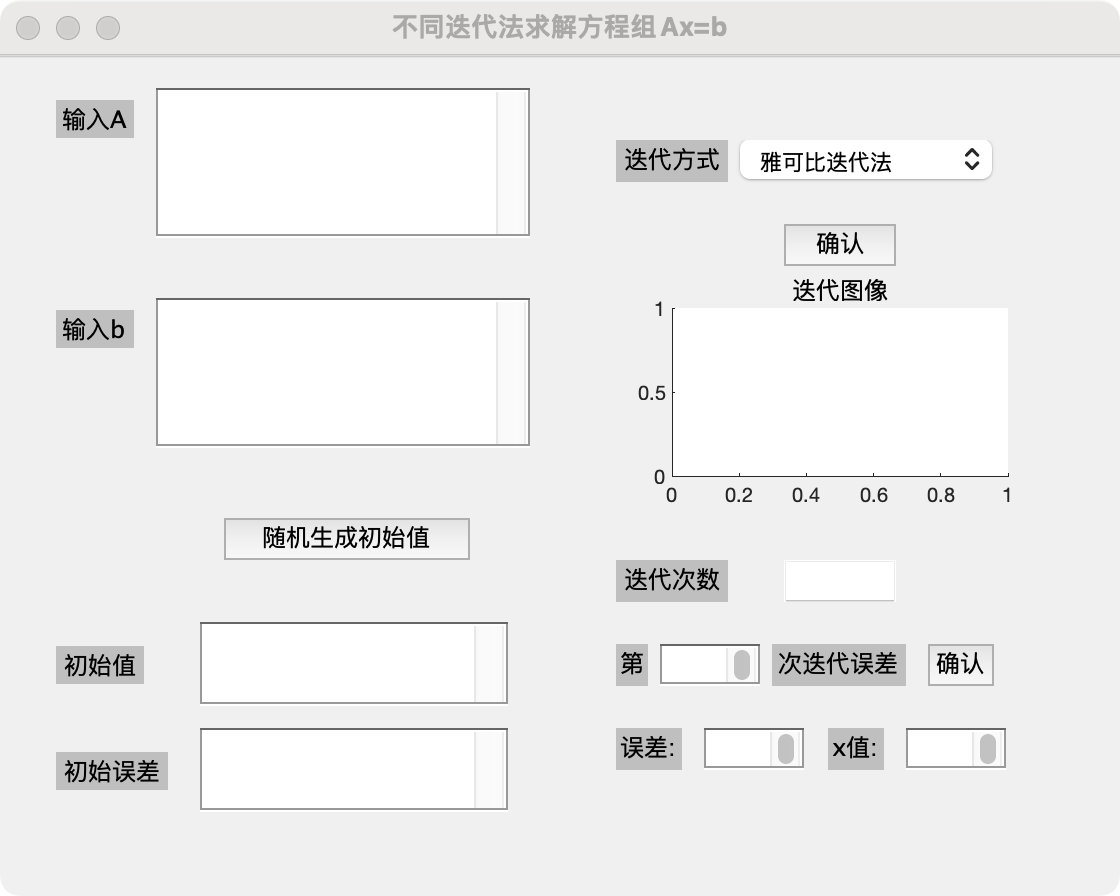 不同迭代法求解方程组Ax=b
输入A
输入b
随机生成初始值
初始值
初始误差
迭代方式
雅可比迭代法
确认
迭代图像
1
0.5
0
0 0.2 0.4 0.6 0.8 1
迭代次数
第 次迭代误差 确认
误差: x值: